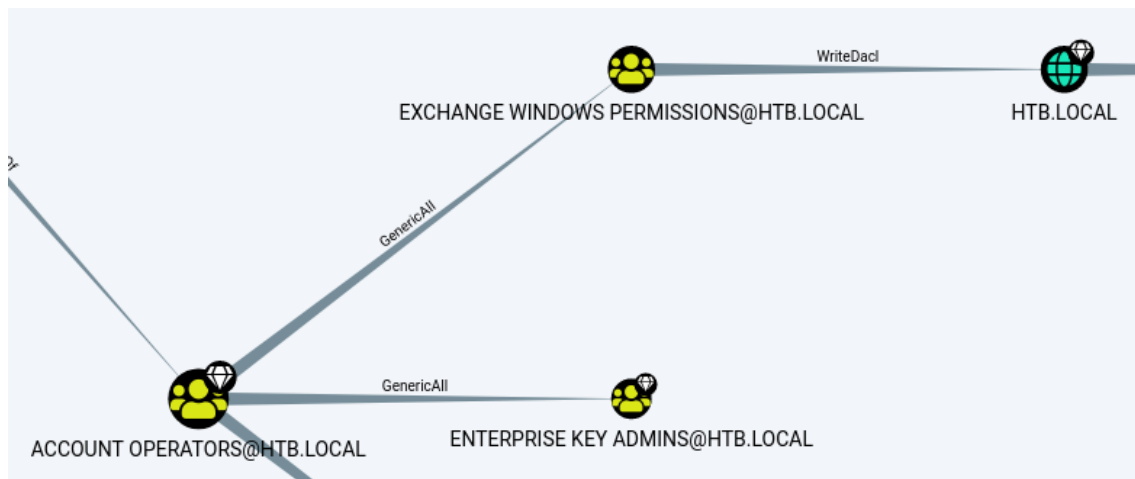 WriteDacl
EXCHANGE WINDOWS PERMISSIONS@HTB.LOCAL
HTB.LOCAL
GenericAll
GenericAll
ENTERPRISE KEY ADMINS@HTB.LOCAL
ACCOUNT OPERATORS@HTB.LOCAL